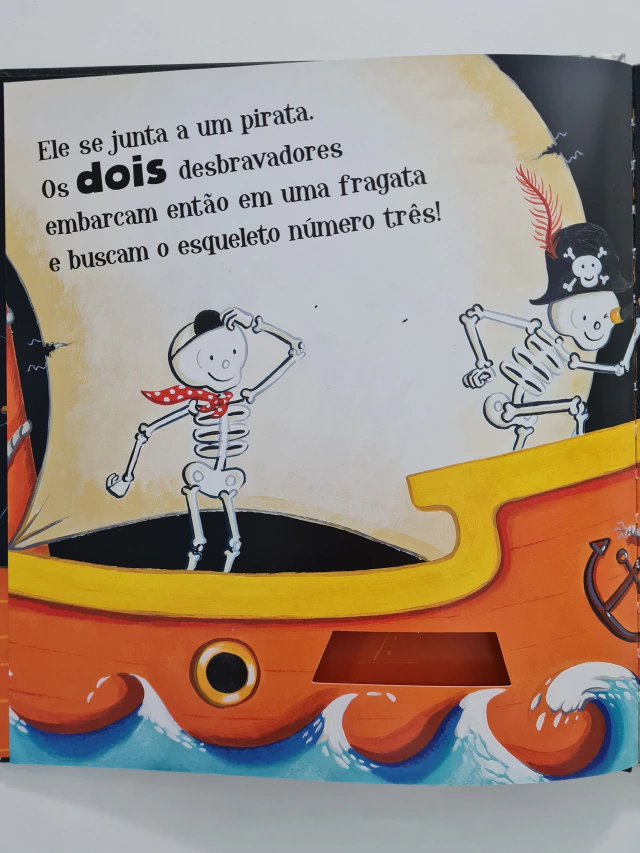 Ele se junta a um pirata.
Os dois desbravadores
embarcam então em uma fragata
e buscam o esqueleto número três!